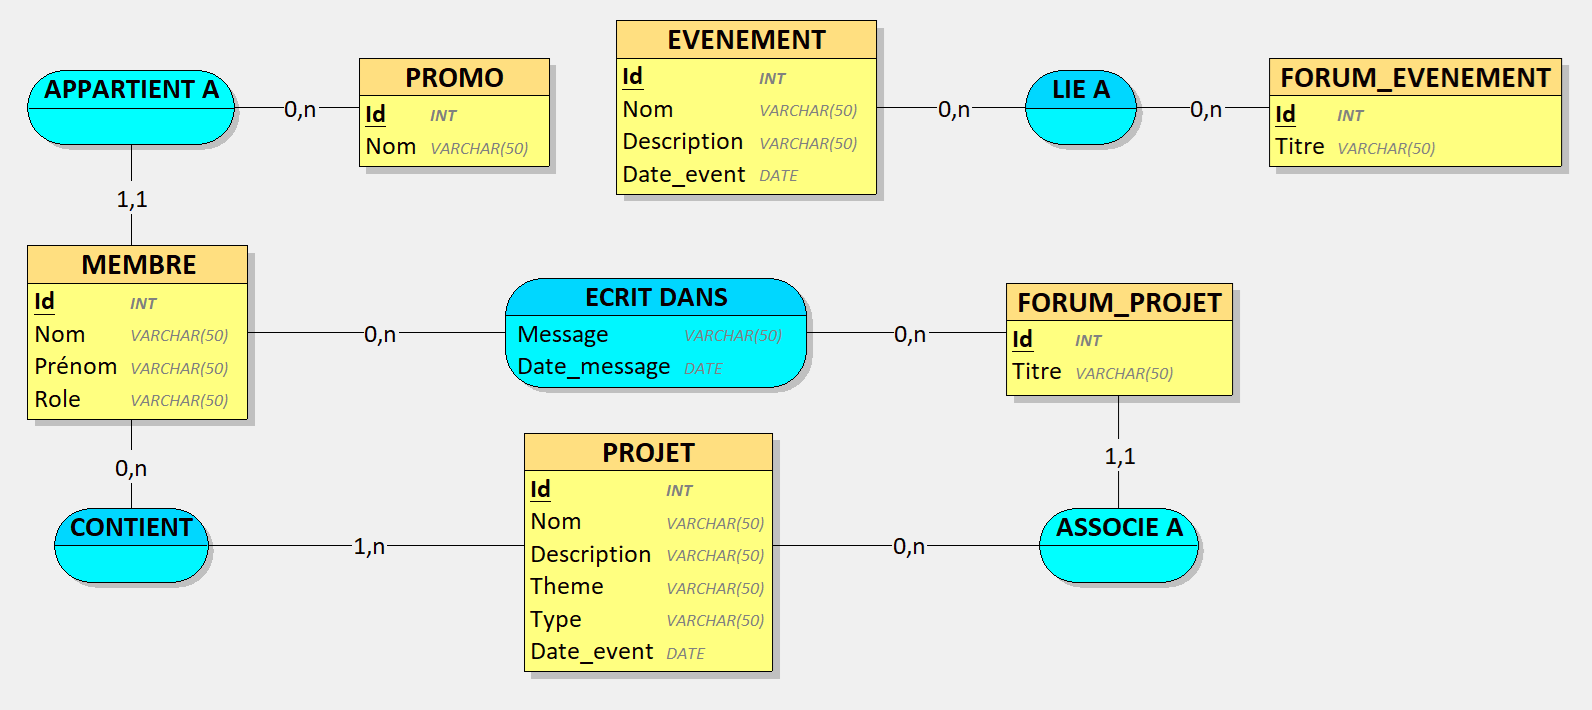 APPARTIENT A
0,n
PROMO
Id INT
Nom VARCHAR(50)
EVENEMENT
Id INT
Nom VARCHAR(50)
Description VARCHAR(50)
Date_event DATE
0,n
LIE A
0,n
FORUM_EVENEMENT
Id INT
Titre VARCHAR(50)
1,1
MEMBRE
Id INT
Nom VARCHAR(50)
Prénom VARCHAR(50)
Role VARCHAR(50)
0,n
ECRIT DANS
Message VARCHAR(50)
Date_message DATE
0,n
FORUM_PROJET
Id INT
Titre VARCHAR(50)
0,n
1,1
CONTIENT
1,n
PROJET
Id INT
Nom VARCHAR(50)
Description VARCHAR(50)
Theme VARCHAR(50)
Type VARCHAR(50)
Date_event DATE
0,n
ASSOCIE A